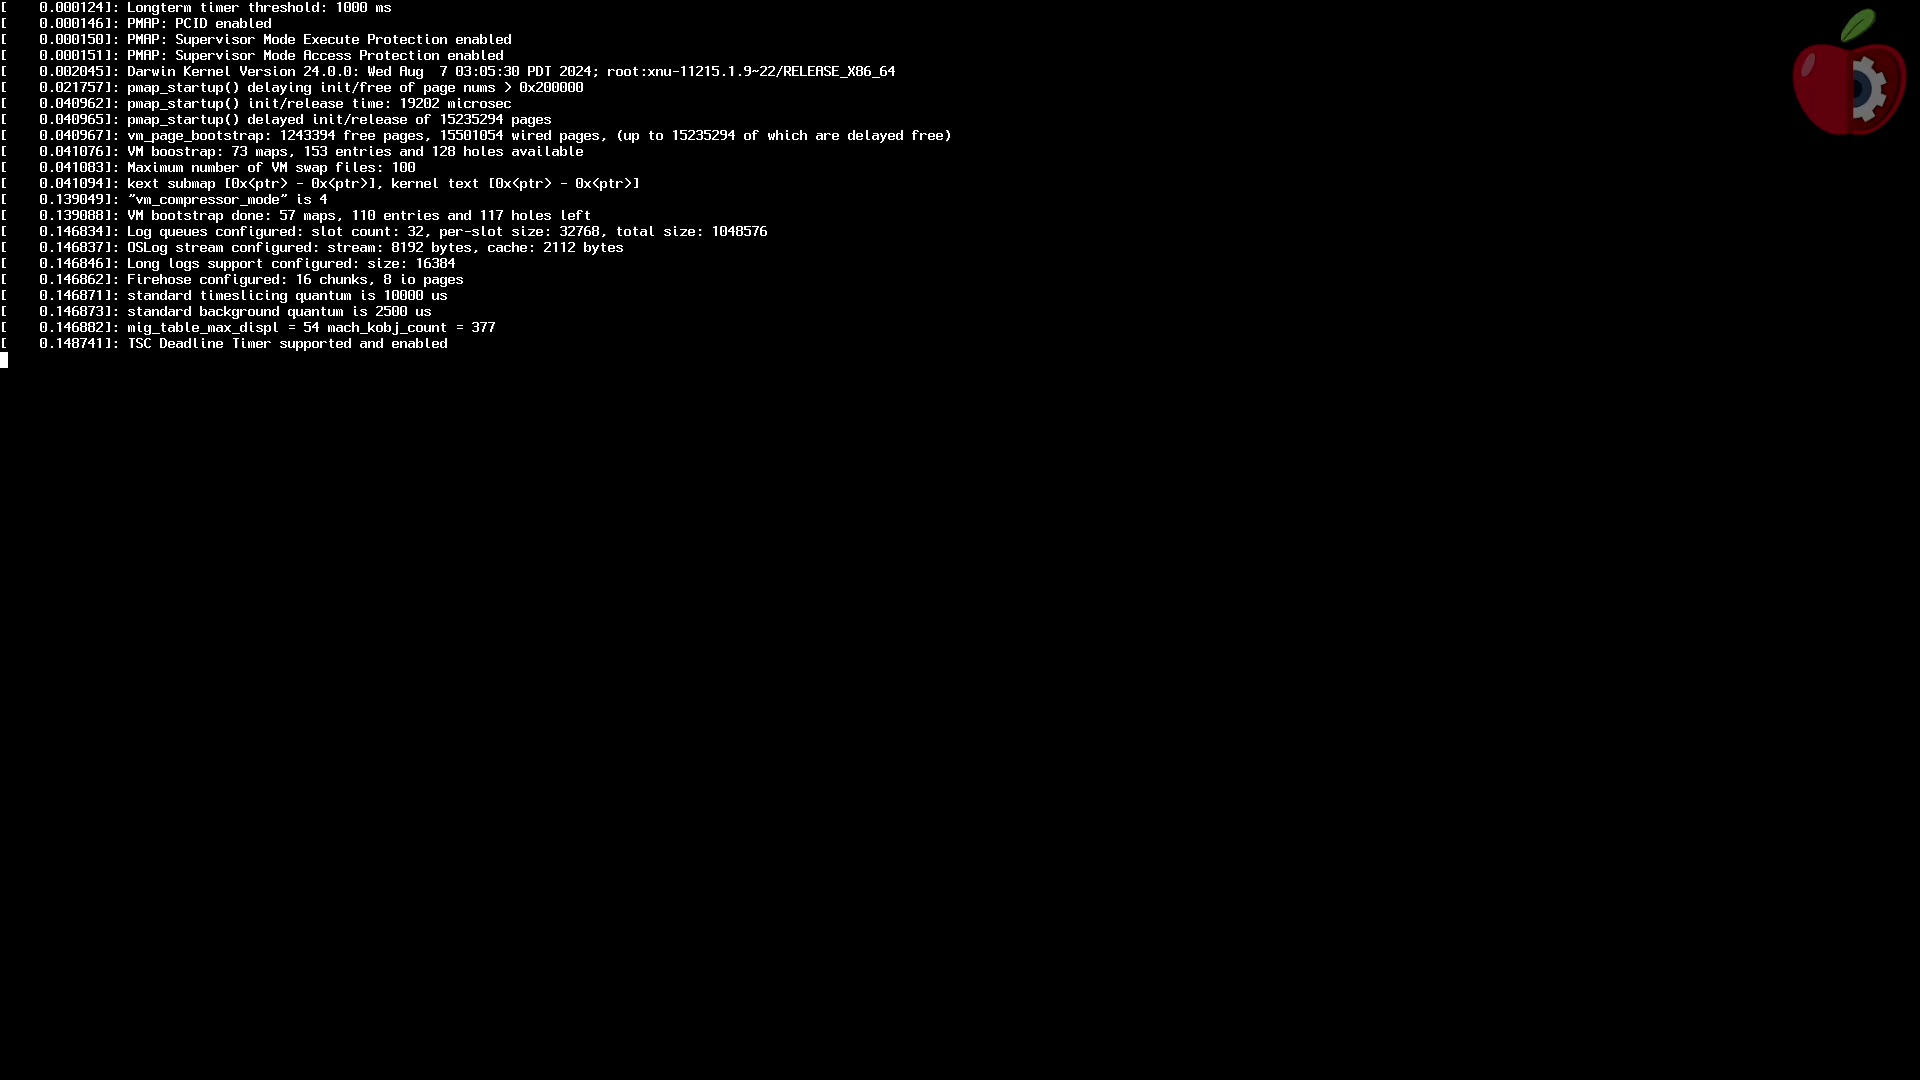 [    0.000124]: Longterm timer threshold: 1000 ms
[    0.000146]: PMAP: PCID enabled
[    0.000150]: PMAP: Supervisor Mode Execute Protection enabled
[    0.000151]: PMAP: Supervisor Mode Access Protection enabled
[    0.002045]: Darwin Kernel Version 24.0.0: Wed Aug  7 03:05:30 PDT 2024; root:xnu-11215.1.9~22/RELEASE_X86_64
[    0.021757]: pmap_startup() delaying init/free of page nums > 0x200000
[    0.040962]: pmap_startup() init/release time: 19202 microsec
[    0.040965]: pmap_startup() delayed init/release of 15235294 pages
[    0.040967]: vm_page_bootstrap: 1243394 free pages, 15501054 wired pages, (up to 15235294 of which are delayed free)
[    0.041076]: VM boostrap: 73 maps, 153 entries and 128 holes available
[    0.041083]: Maximum number of VM swap files: 100
[    0.041094]: kext submap [0x<ptr> - 0x<ptr>], kernel text [0x<ptr> - 0x<ptr>]
[    0.139049]: "vm_compressor_mode" is 4
[    0.139088]: VM bootstrap done: 57 maps, 110 entries and 117 holes left
[    0.146834]: Log queues configured: slot count: 32, per-slot size: 32768, total size: 1048576
[    0.146837]: OSLog stream configured: stream: 8192 bytes, cache: 2112 bytes
[    0.146846]: Long logs support configured: size: 16384
[    0.146862]: Firehose configured: 16 chunks, 8 io pages
[    0.146871]: standard timeslicing quantum is 10000 us
[    0.146873]: standard background quantum is 2500 us
[    0.146882]: mig_table_max_displ = 54 mach_kobj_count = 377
[    0.148741]: TSC Deadline Timer supported and enabled